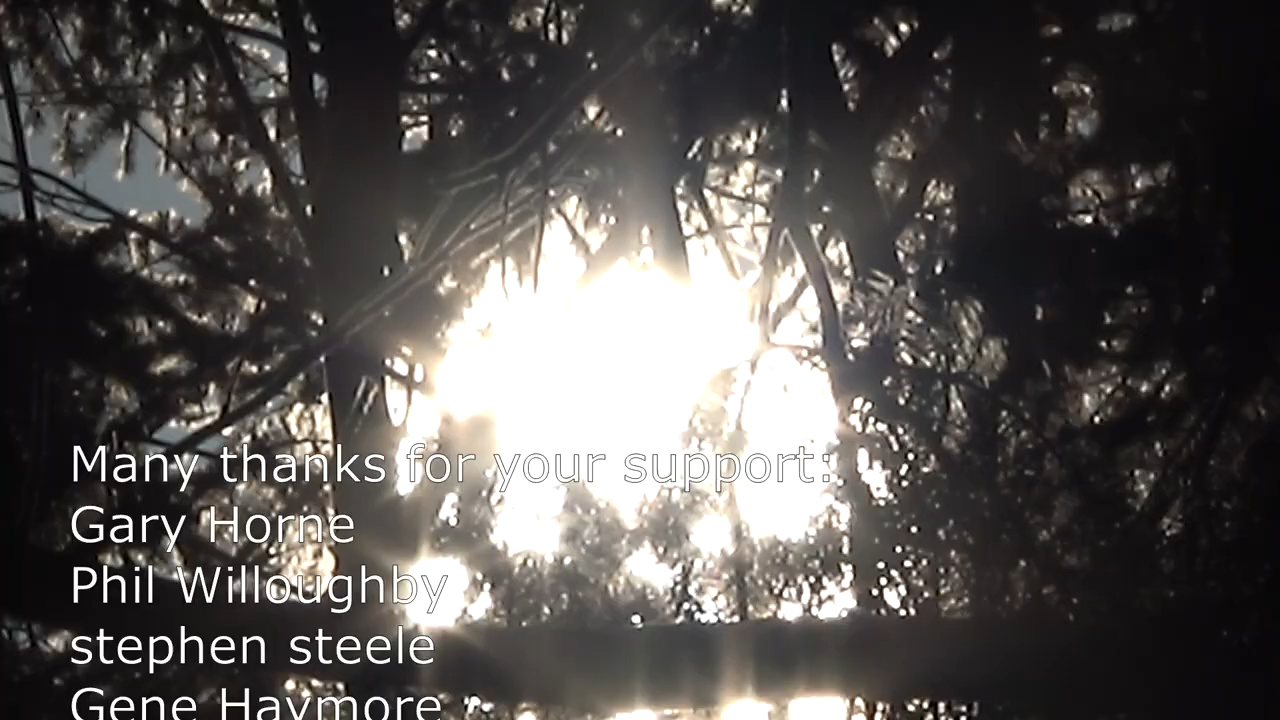 Many thanks for your support:
Gary Horne
Phil Willoughby
stephen steele
Gene Haymore